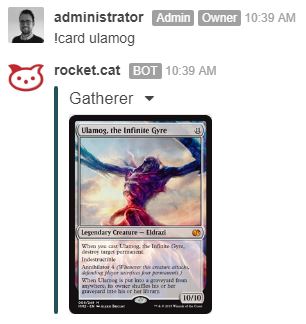 administrator Admin Owner 10:39 AM
!card ulamog
rocket.cat BOT 10:39 AM
Gatherer
Ulamog, the Infinite Gyre
Legendary Creature — Eldrazi
When you cast Ulamog, the Infinite Gyre,
destroy target permanent.
Indestructible
Annihilator 4 (Whenever this creature attacks,
defending player sacrifices four permanents.)
When Ulamog is put into a graveyard from
anywhere, its owner shuffles his or her
graveyard into his or her library.
10/10